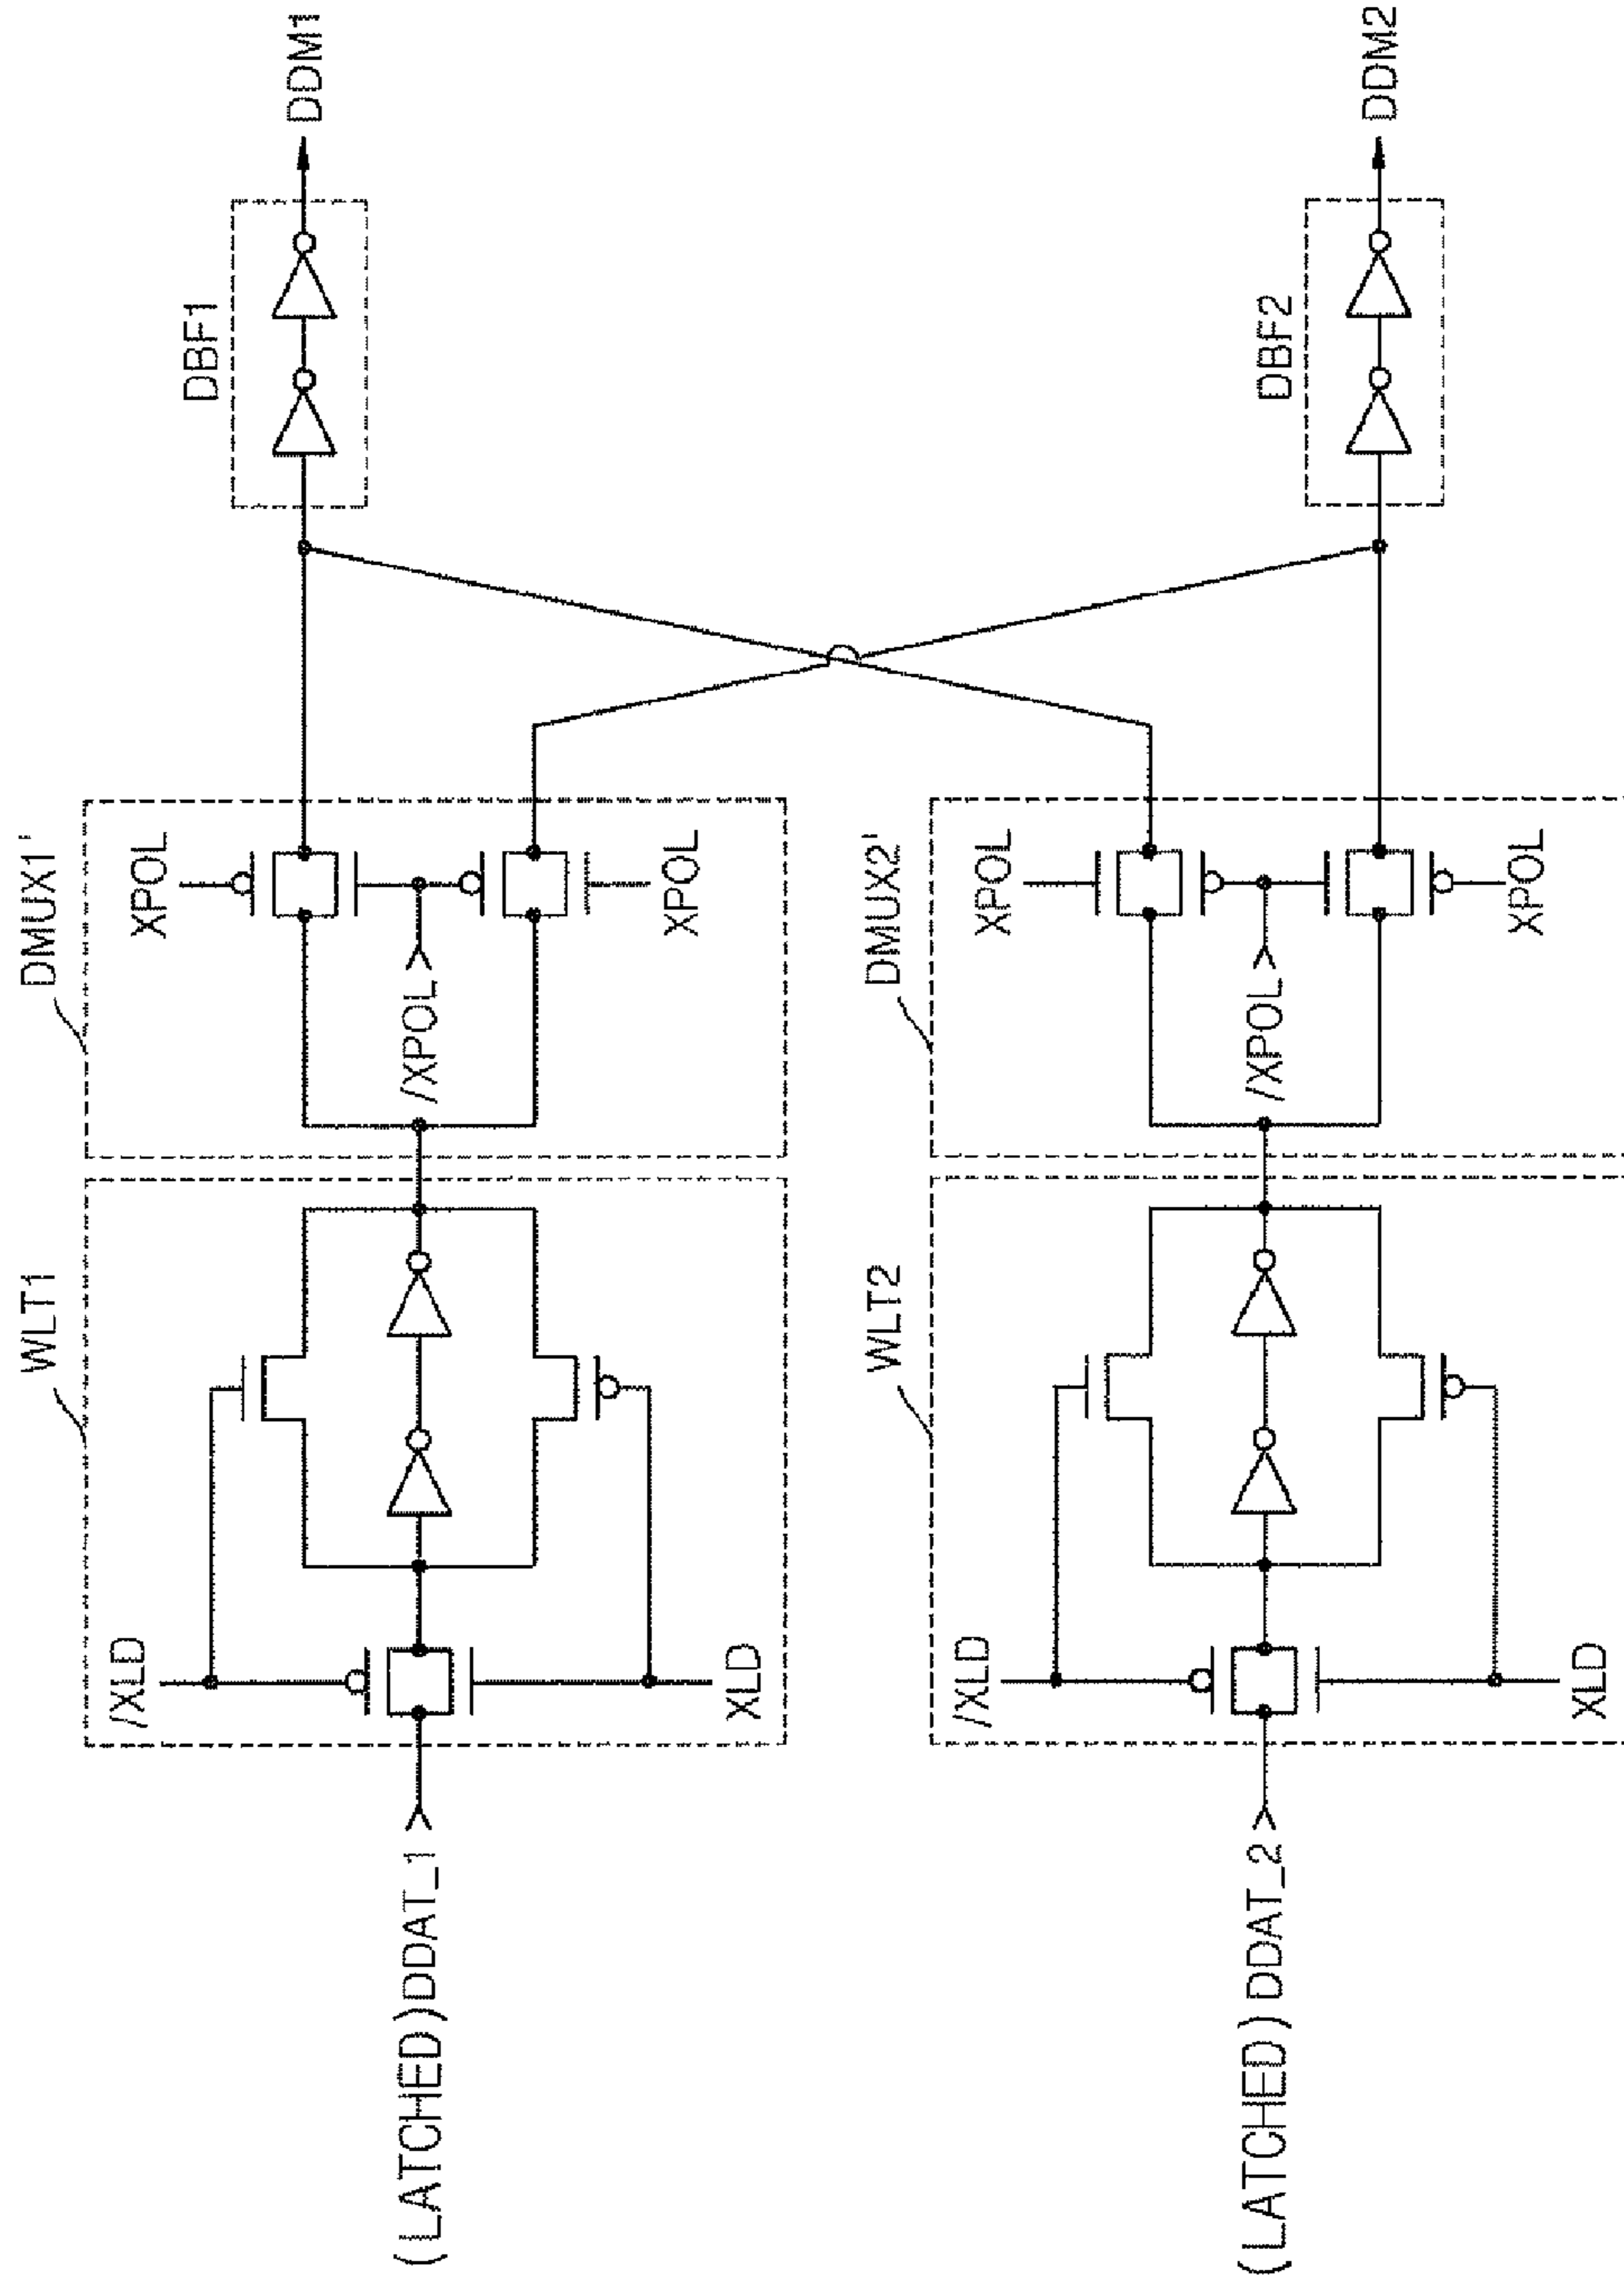 WLT1
DMUX1'
/XLD
XPOL
DBF1
(LATCHED)DDAT_1
/XPOL
DDM1
XLD
XPOL
WLT2
DMUX2'
/XLD
XPOL
(LATCHED)DDAT_2
/XPOL
DBF2
DDM2
XLD
XPOL